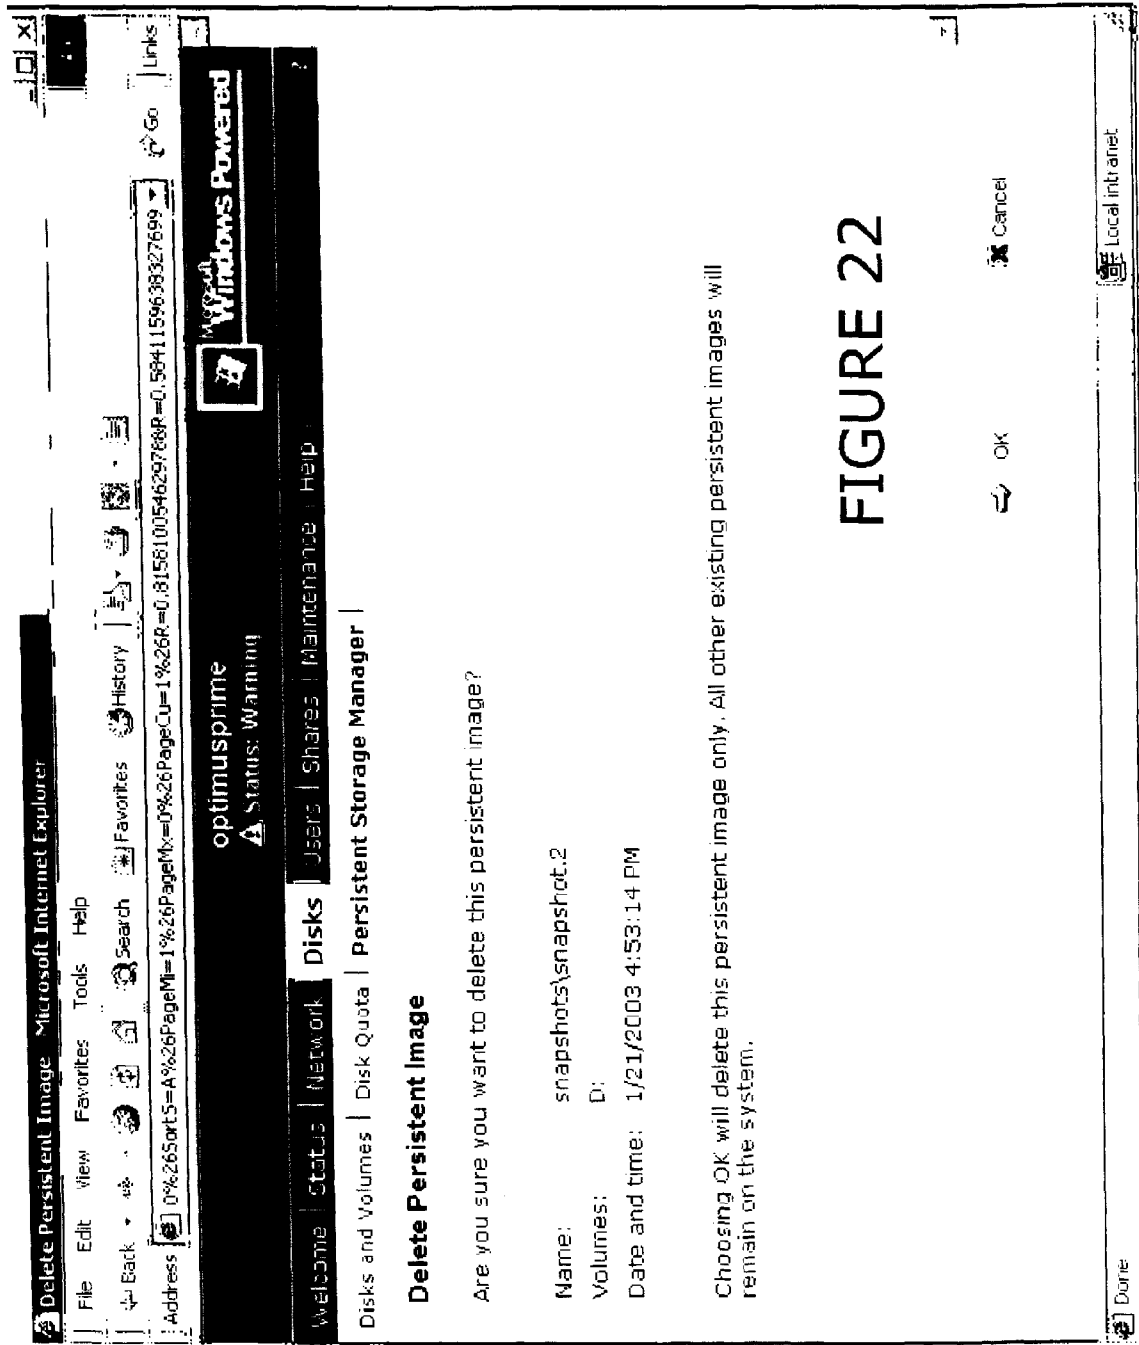 Delete Persistent Image Microsoft Internet Explorer
File Edit View Favorites Tools Help
Back Search Favorites History
Address 0%26SortS=A%26PageMi=1%26PageMx=0%26PageCu=1%26R=0.815810054629788R=0.5841159638327699 Go Links
optimusprime
Status: Warning
Microsoft
Windows Powered
Welcome | Status | Network | Disks | Users | Shares | Maintenance | Help ?
Disks and Volumes | Disk Quota | Persistent Storage Manager |
Delete Persistent Image
Are you sure you want to delete this persistent image?
Name: snapshots\snapshot.2
Volumes: D:
Date and time: 1/21/2003 4:53:14 PM
Choosing OK will delete this persistent image only. All other existing persistent images will
remain on the system.
FIGURE 22
OK Cancel
Done Local intranet